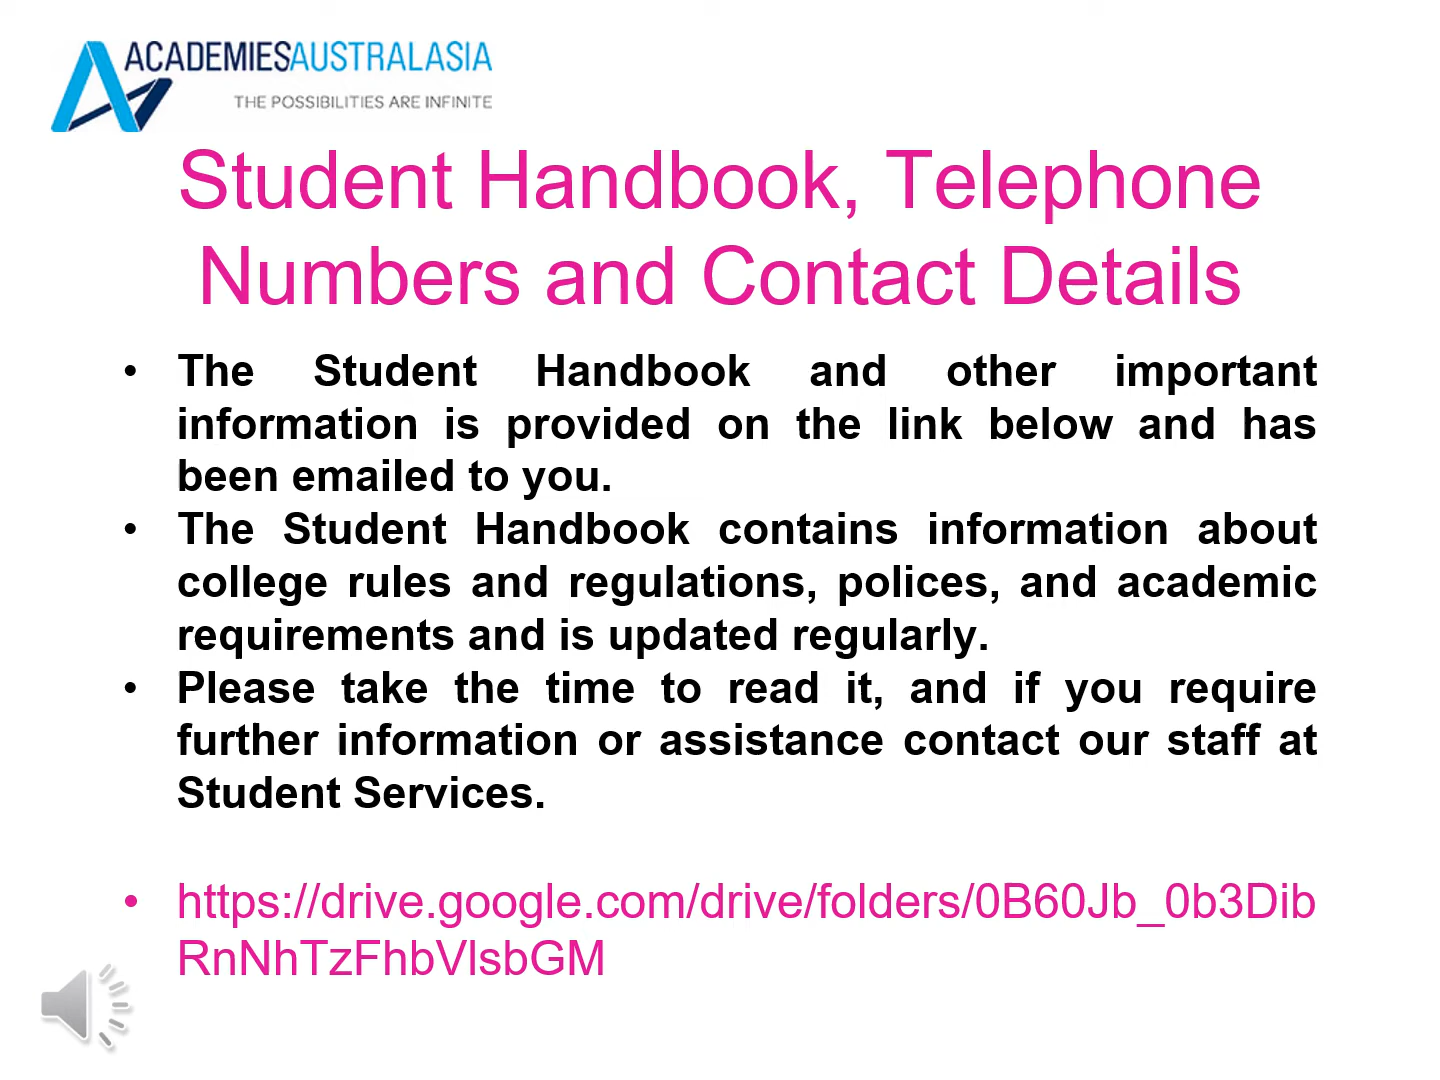 ACADEMIESAUSTRALASIA
THE POSSIBILITIES ARE INFINITE
Student Handbook, Telephone
Numbers and Contact Details
• The Student Handbook and other important
information is provided on the link below and has
been emailed to you.
• The Student Handbook contains information about
college rules and regulations, polices, and academic
requirements and is updated regularly.
• Please take the time to read it, and if you require
further information or assistance contact our staff at
Student Services.
• https://drive.google.com/drive/folders/0B60Jb_0b3Dib
RnNhTzFhbVlsbGM